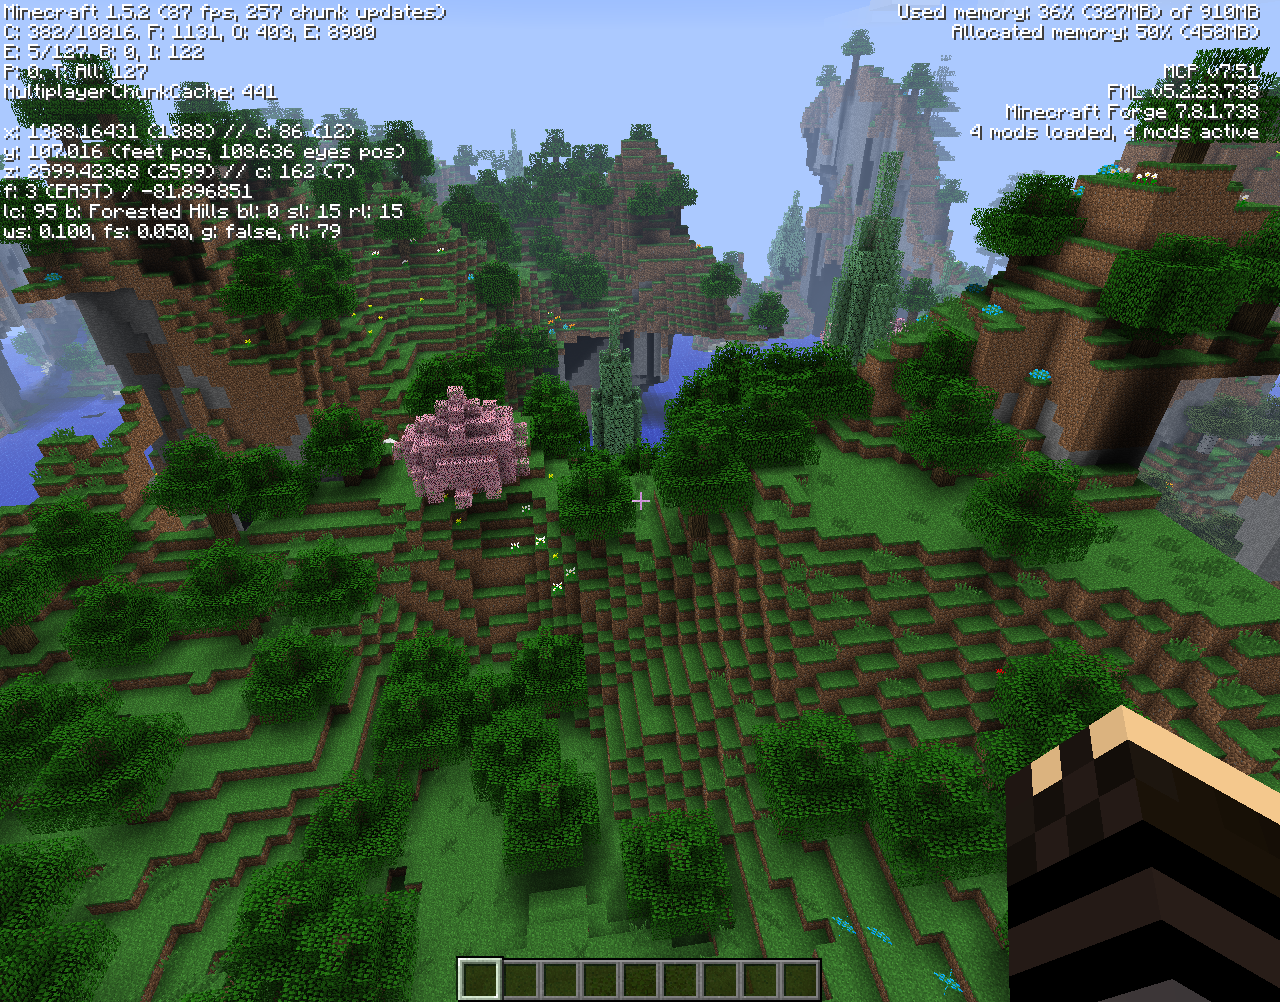 Minecraft 1.5.2 (87 fps, 257 chunk updates)
C: 382/10816, F: 1131, O: 403, E: 8900
E: 5/127, B: 0, I: 122
P: 0, T: All: 127
MultiplayerChunkCache: 441
x: 1388.16431 (1388) // c: 86 (12)
y: 107.016 (feet pos, 108.636 eyes pos)
z: 2599.42368 (2599) // c: 162 (7)
f: 3 (EAST) / -81.896851
lc: 95 b: Forested Hills bl: 0 sl: 15 rl: 15
ws: 0.100, fs: 0.050, g: false, fl: 79
Used memory: 36% (327MB) of 910MB
Allocated memory: 50% (458MB)
MCP v7.51
FML v5.2.23.738
Minecraft Forge 7.8.1.738
4 mods loaded, 4 mods active